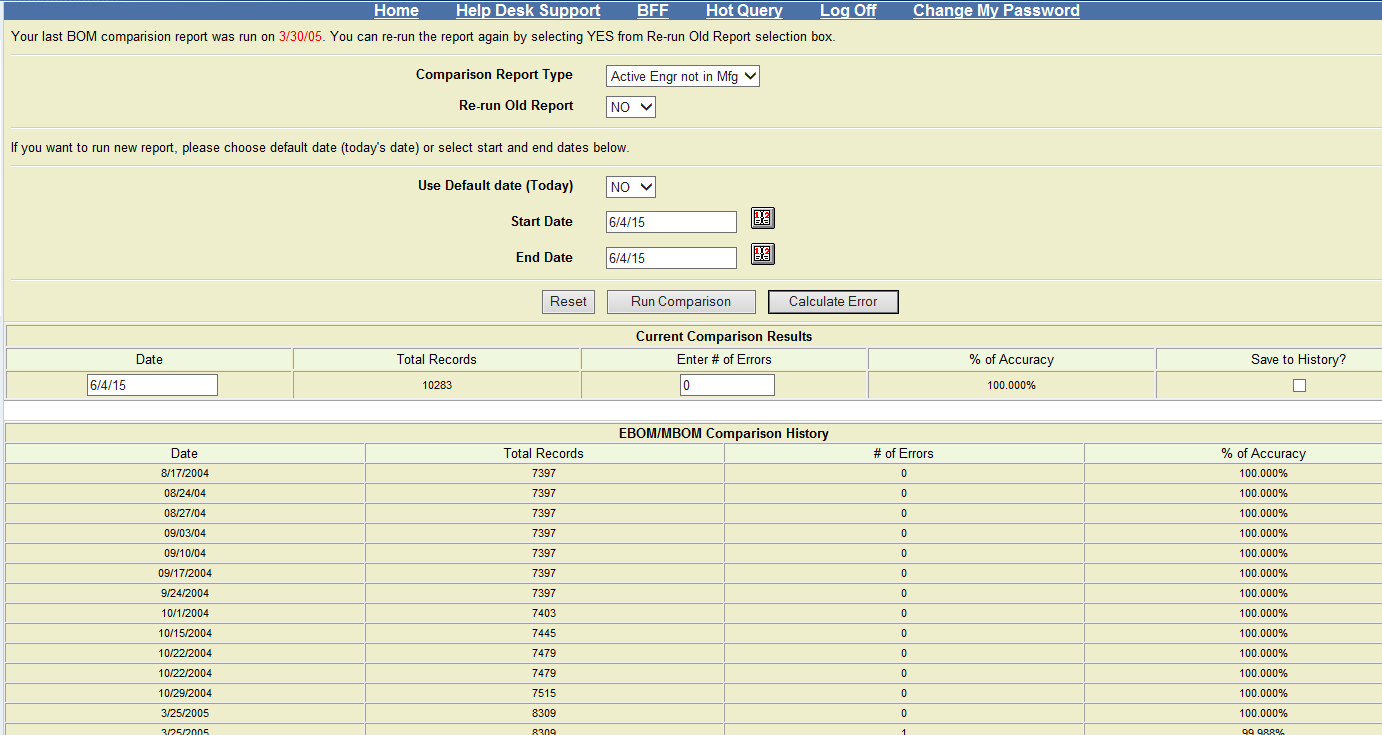 Home Help Desk Support BFF Hot Query Log Off Change My Password
Your last BOM comparision report was run on 3/30/05. You can re-run the report again by selecting YES from Re-run Old Report selection box.
Comparison Report Type Active Engr not in Mfg
Re-run Old Report NO
If you want to run new report, please choose default date (today's date) or select start and end dates below.
Use Default date (Today) NO
Start Date 6/4/15
End Date 6/4/15
Reset Run Comparison Calculate Error
Current Comparison Results
Date Total Records Enter # of Errors % of Accuracy Save to History?
6/4/15 10283 0 100.000%
EBOM/MBOM Comparison History
Date Total Records # of Errors % of Accuracy
8/17/2004 7397 0 100.000%
08/24/04 7397 0 100.000%
08/27/04 7397 0 100.000%
09/03/04 7397 0 100.000%
09/10/04 7397 0 100.000%
09/17/2004 7397 0 100.000%
9/24/2004 7397 0 100.000%
10/1/2004 7403 0 100.000%
10/15/2004 7445 0 100.000%
10/22/2004 7479 0 100.000%
10/22/2004 7479 0 100.000%
10/29/2004 7515 0 100.000%
3/25/2005 8309 0 100.000%
3/25/2005 8309 1 99.988%